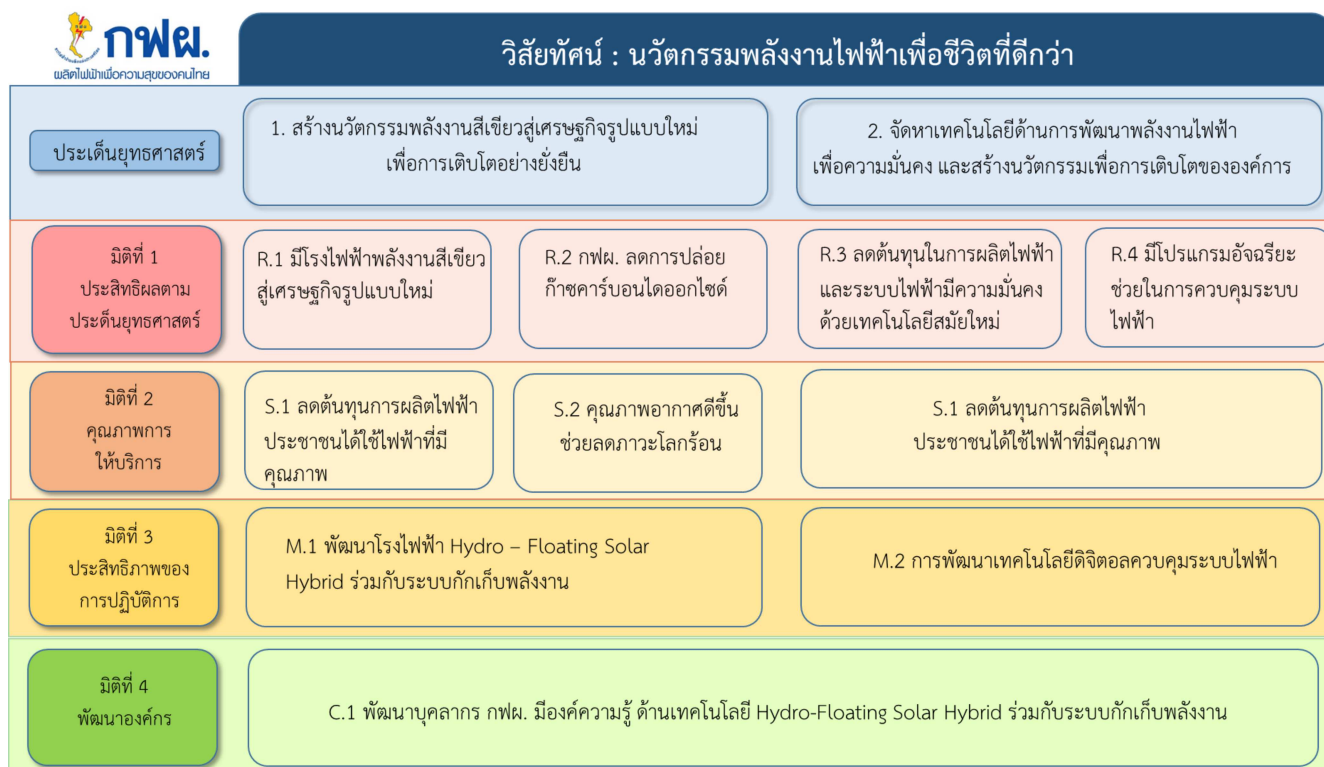 กฟผ.
ผลิตไฟฟ้าเพื่อความสุขของคนไทย
วิสัยทัศน์ : นวัตกรรมพลังงานไฟฟ้าเพื่อชีวิตที่ดีกว่า
ประเด็นยุทธศาสตร์
1. สร้างนวัตกรรมพลังงานสีเขียวสู่เศรษฐกิจรูปแบบใหม่
เพื่อการเติบโตอย่างยั่งยืน
2. จัดหาเทคโนโลยีด้านการพัฒนาพลังงานไฟฟ้า
เพื่อความมั่นคง และสร้างนวัตกรรมเพื่อการเติบโตขององค์การ
มิติที่ 1
ประสิทธิผลตาม
ประเด็นยุทธศาสตร์
R.1 มีโรงไฟฟ้าพลังงานสีเขียว
สู่เศรษฐกิจรูปแบบใหม่
R.2 กฟผ. ลดการปล่อย
ก๊าซคาร์บอนไดออกไซด์
R.3 ลดต้นทุนในการผลิตไฟฟ้า
และระบบไฟฟ้ามีความมั่นคง
ด้วยเทคโนโลยีสมัยใหม่
R.4 มีโปรแกรมอัจฉรียะ
ช่วยในการควบคุมระบบ
ไฟฟ้า
มิติที่ 2
คุณภาพการ
ให้บริการ
S.1 ลดต้นทุนการผลิตไฟฟ้า
ประชาชนได้ใช้ไฟฟ้าที่มี
คุณภาพ
S.2 คุณภาพอากาศดีขึ้น
ช่วยลดภาวะโลกร้อน
S.1 ลดต้นทุนการผลิตไฟฟ้า
ประชาชนได้ใช้ไฟฟ้าที่มีคุณภาพ
มิติที่ 3
ประสิทธิภาพของ
การปฏิบัติการ
M.1 พัฒนาโรงไฟฟ้า Hydro – Floating Solar
Hybrid ร่วมกับระบบกักเก็บพลังงาน
M.2 การพัฒนาเทคโนโลยีดิจิตอลควบคุมระบบไฟฟ้า
มิติที่ 4
พัฒนาองค์กร
C.1 พัฒนาบุคลากร กฟผ. มีองค์ความรู้ ด้านเทคโนโลยี Hydro-Floating Solar Hybrid ร่วมกับระบบกักเก็บพลังงาน